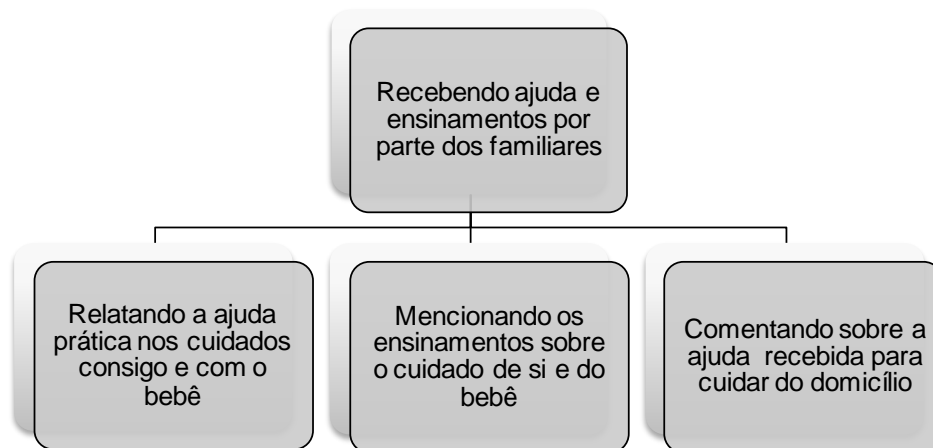 Recebendo ajuda e
ensinamentos por
parte dos familiares
Relatando a ajuda
prática nos cuidados
consigo e com o
bebê
Mencionando os
ensinamentos sobre
o cuidado de si e do
bebê
Comentando sobre a
ajuda recebida para
cuidar do domicílio